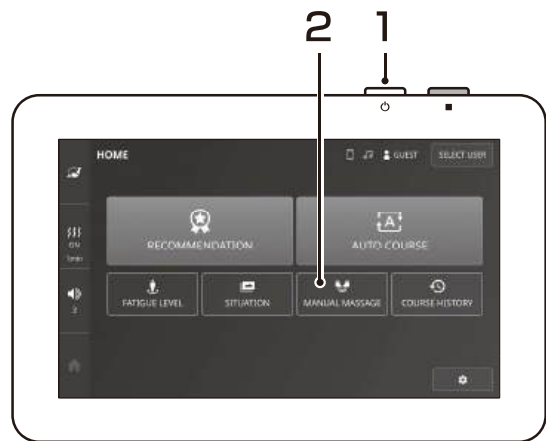 2 1
HOME GUEST SELECT USER
RECOMMENDATION AUTO COURSE
ON
FATIGUE LEVEL SITUATION MANUAL MASSAGE COURSE HISTORY